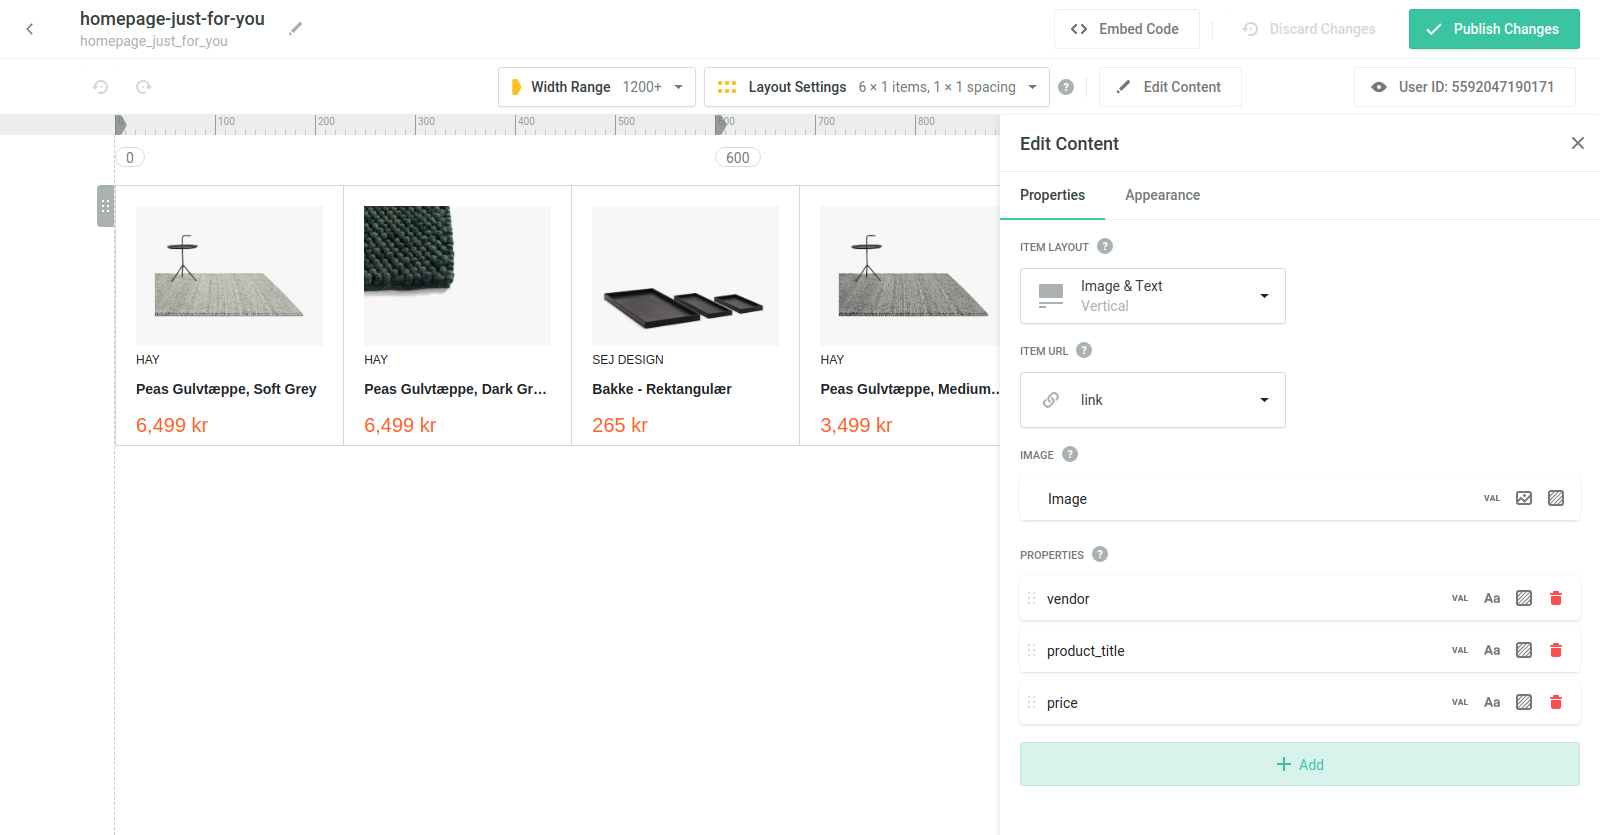 homepage-just-for-you
homepage_just_for_you
Embed Code
Discard Changes
Publish Changes
Width Range 1200+
Layout Settings 6 × 1 items, 1 × 1 spacing
?
Edit Content
User ID: 5592047190171
100 200 300 400 500 700 800
0
600
HAY
Peas Gulvtæppe, Soft Grey
6,499 kr
HAY
Peas Gulvtæppe, Dark Gr...
6,499 kr
SEJ DESIGN
Bakke - Rektangulær
265 kr
HAY
Peas Gulvtæppe, Medium..
3,499 kr
Edit Content
Properties
Appearance
ITEM LAYOUT ?
Image & Text
Vertical
ITEM URL ?
link
IMAGE ?
Image VAL
PROPERTIES ?
vendor VAL Aa
product_title VAL Aa
price VAL Aa
Add